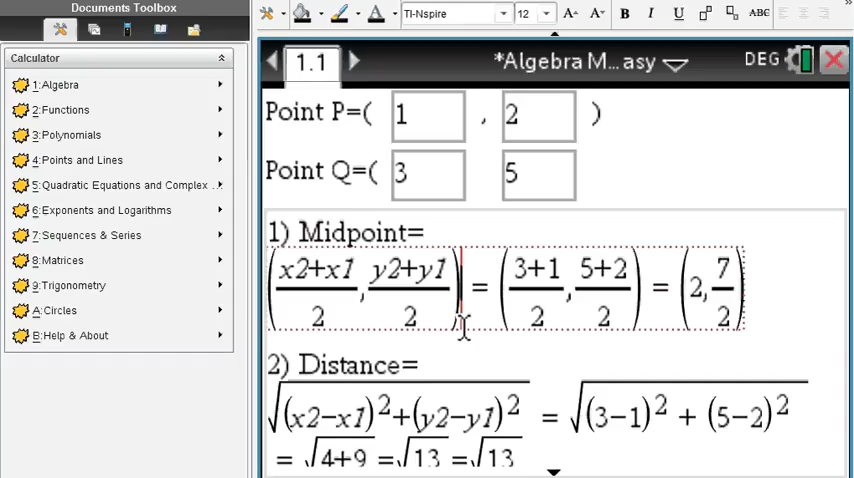 Documents Toolbox
TI-Nspire 12 B I U ABC
Calculator
1:Algebra
2:Functions
3:Polynomials
4:Points and Lines
5:Quadratic Equations and Complex ...
6:Exponents and Logarithms
7:Sequences & Series
8:Matrices
9:Trigonometry
A:Circles
B:Help & About
1.1 *Algebra M...asy DEG
Point P=( 1 , 2 )
Point Q=( 3 5
1) Midpoint=
((x2+x1)/2, (y2+y1)/2) = ((3+1)/2, (5+2)/2) = (2, 7/2)
2) Distance=
√((x2−x1)²+(y2−y1)²) = √((3−1)² + (5−2)²)
= √(4+9) = √13 = √13